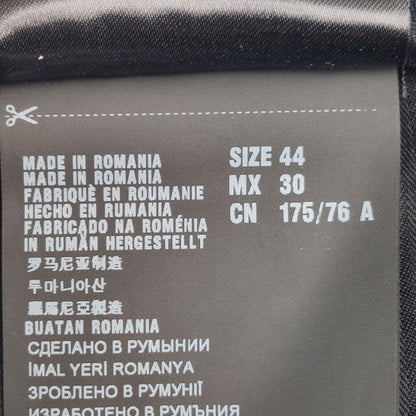 MADE IN ROMANIA
MADE IN ROMANIA
FABRIQUÉ EN ROUMANIE
HECHO EN RUMANIA
FABRICADO NA ROMÉNIA
IN RUMÄN HERGESTELLT
罗马尼亚制造
루마니아산
羅馬尼亞製造
BUATAN ROMANIA
СДЕЛАНО В РУМЫНИИ
İMAL YERİ ROMANYA
ЗРОБЛЕНО В РУМУНІЇ
ИЗРАБОТЕНО В РУМЪНИЯ
SIZE 44
MX 30
CN 175/76 A